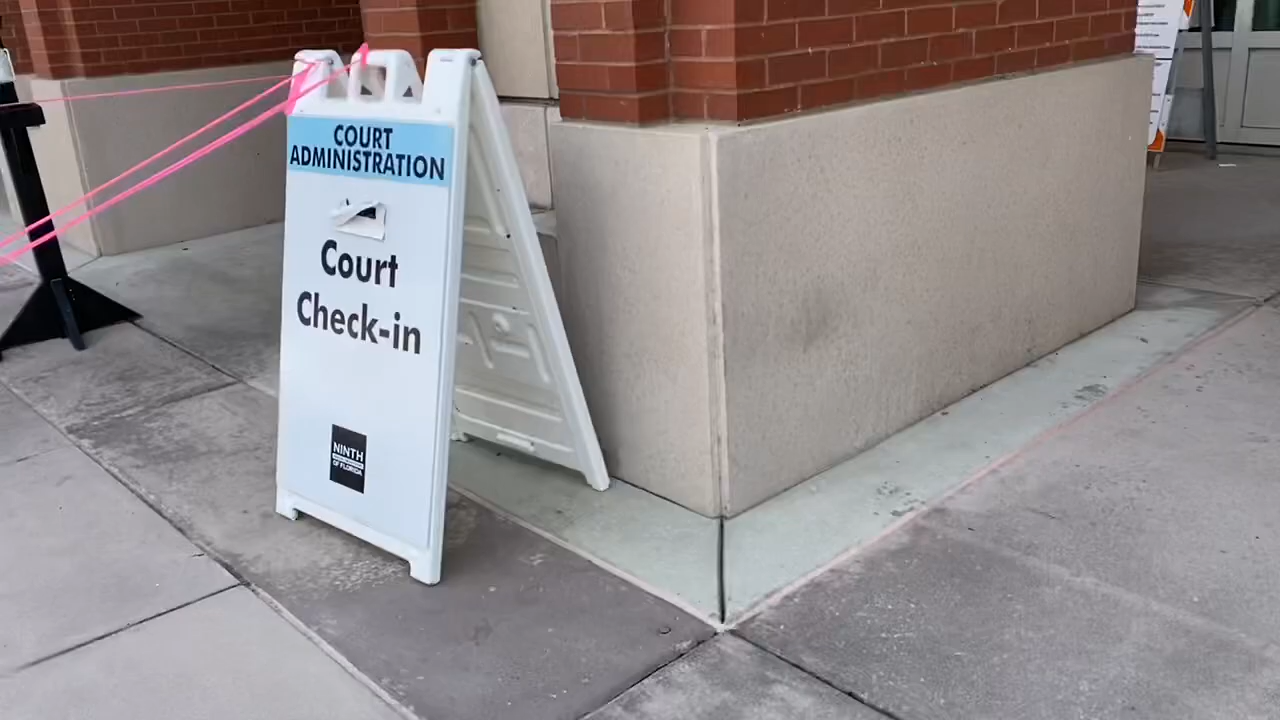 COURT
ADMINISTRATION
Court
Check-in
NINTH
OF FLORIDA